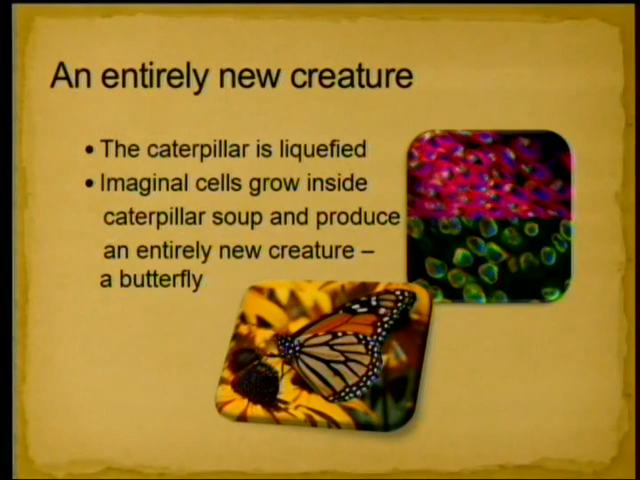 An entirely new creature
• The caterpillar is liquefied
• Imaginal cells grow inside
caterpillar soup and produce
an entirely new creature –
a butterfly